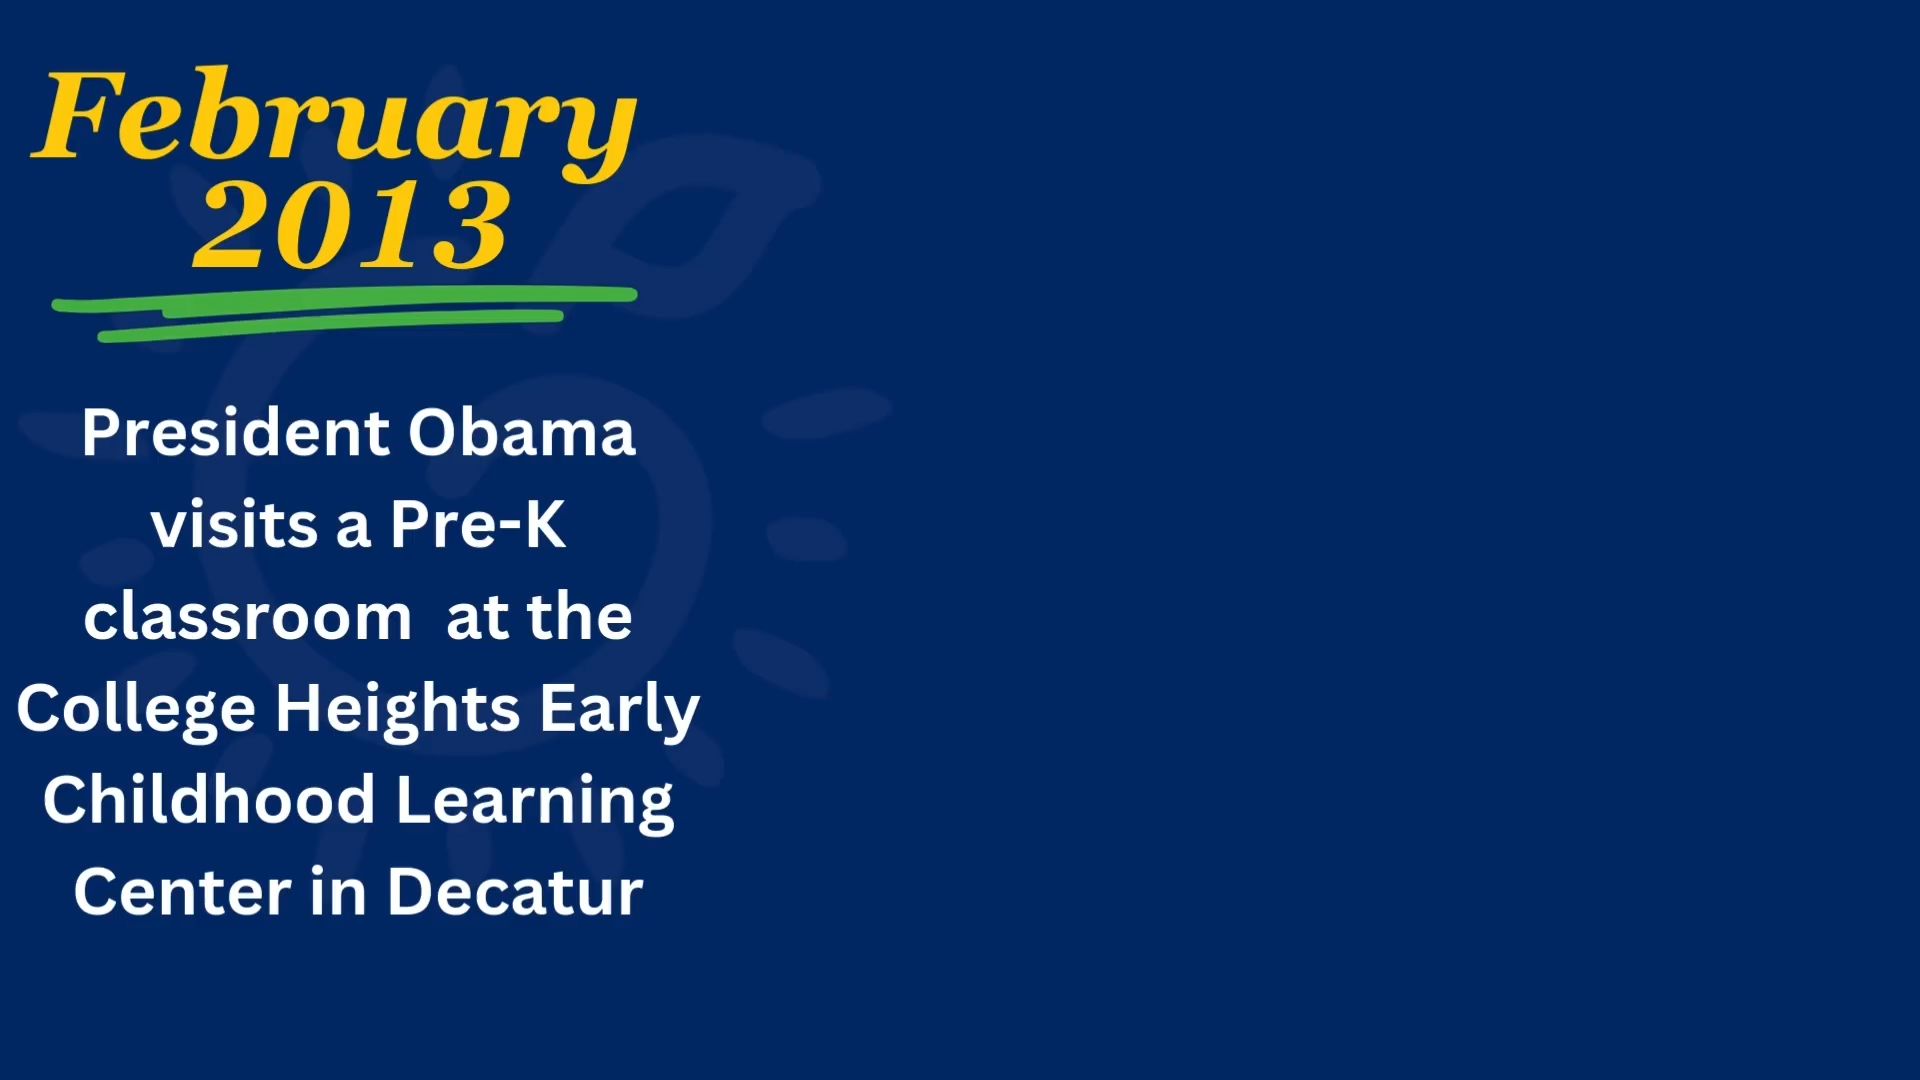 February
2013
President Obama
visits a Pre-K
classroom  at the
College Heights Early
Childhood Learning
Center in Decatur